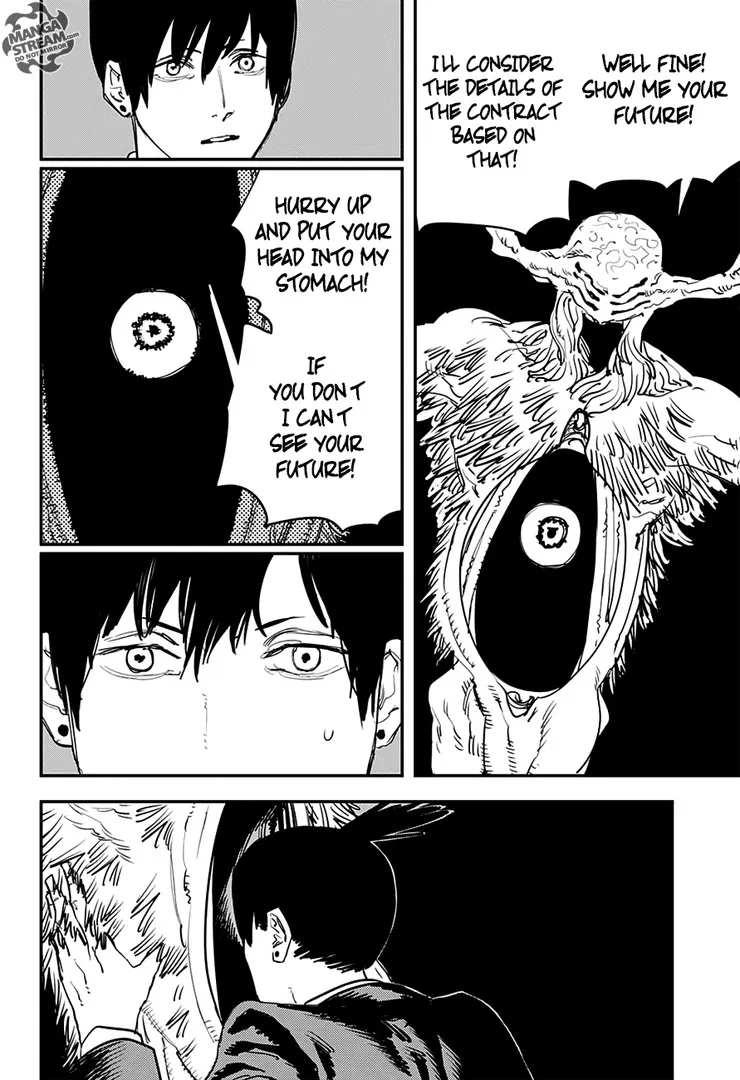 MANGA
STREAM.com
DO NOT MIRROR
WELL FINE!
SHOW ME YOUR
FUTURE!
I'LL CONSIDER
THE DETAILS OF
THE CONTRACT
BASED ON
THAT!
HURRY UP
AND PUT YOUR
HEAD INTO MY
STOMACH!
IF
YOU DON'T
I CAN'T
SEE YOUR
FUTURE!